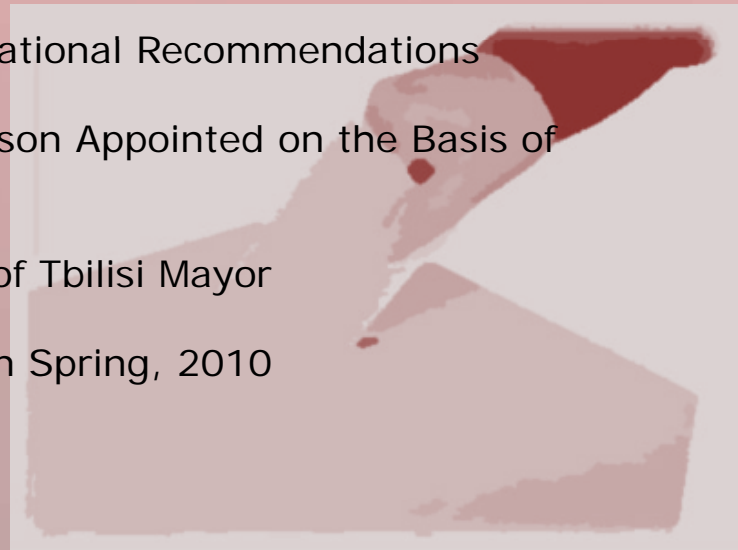 ational Recommendations
son Appointed on the Basis of
of Tbilisi Mayor
n Spring, 2010